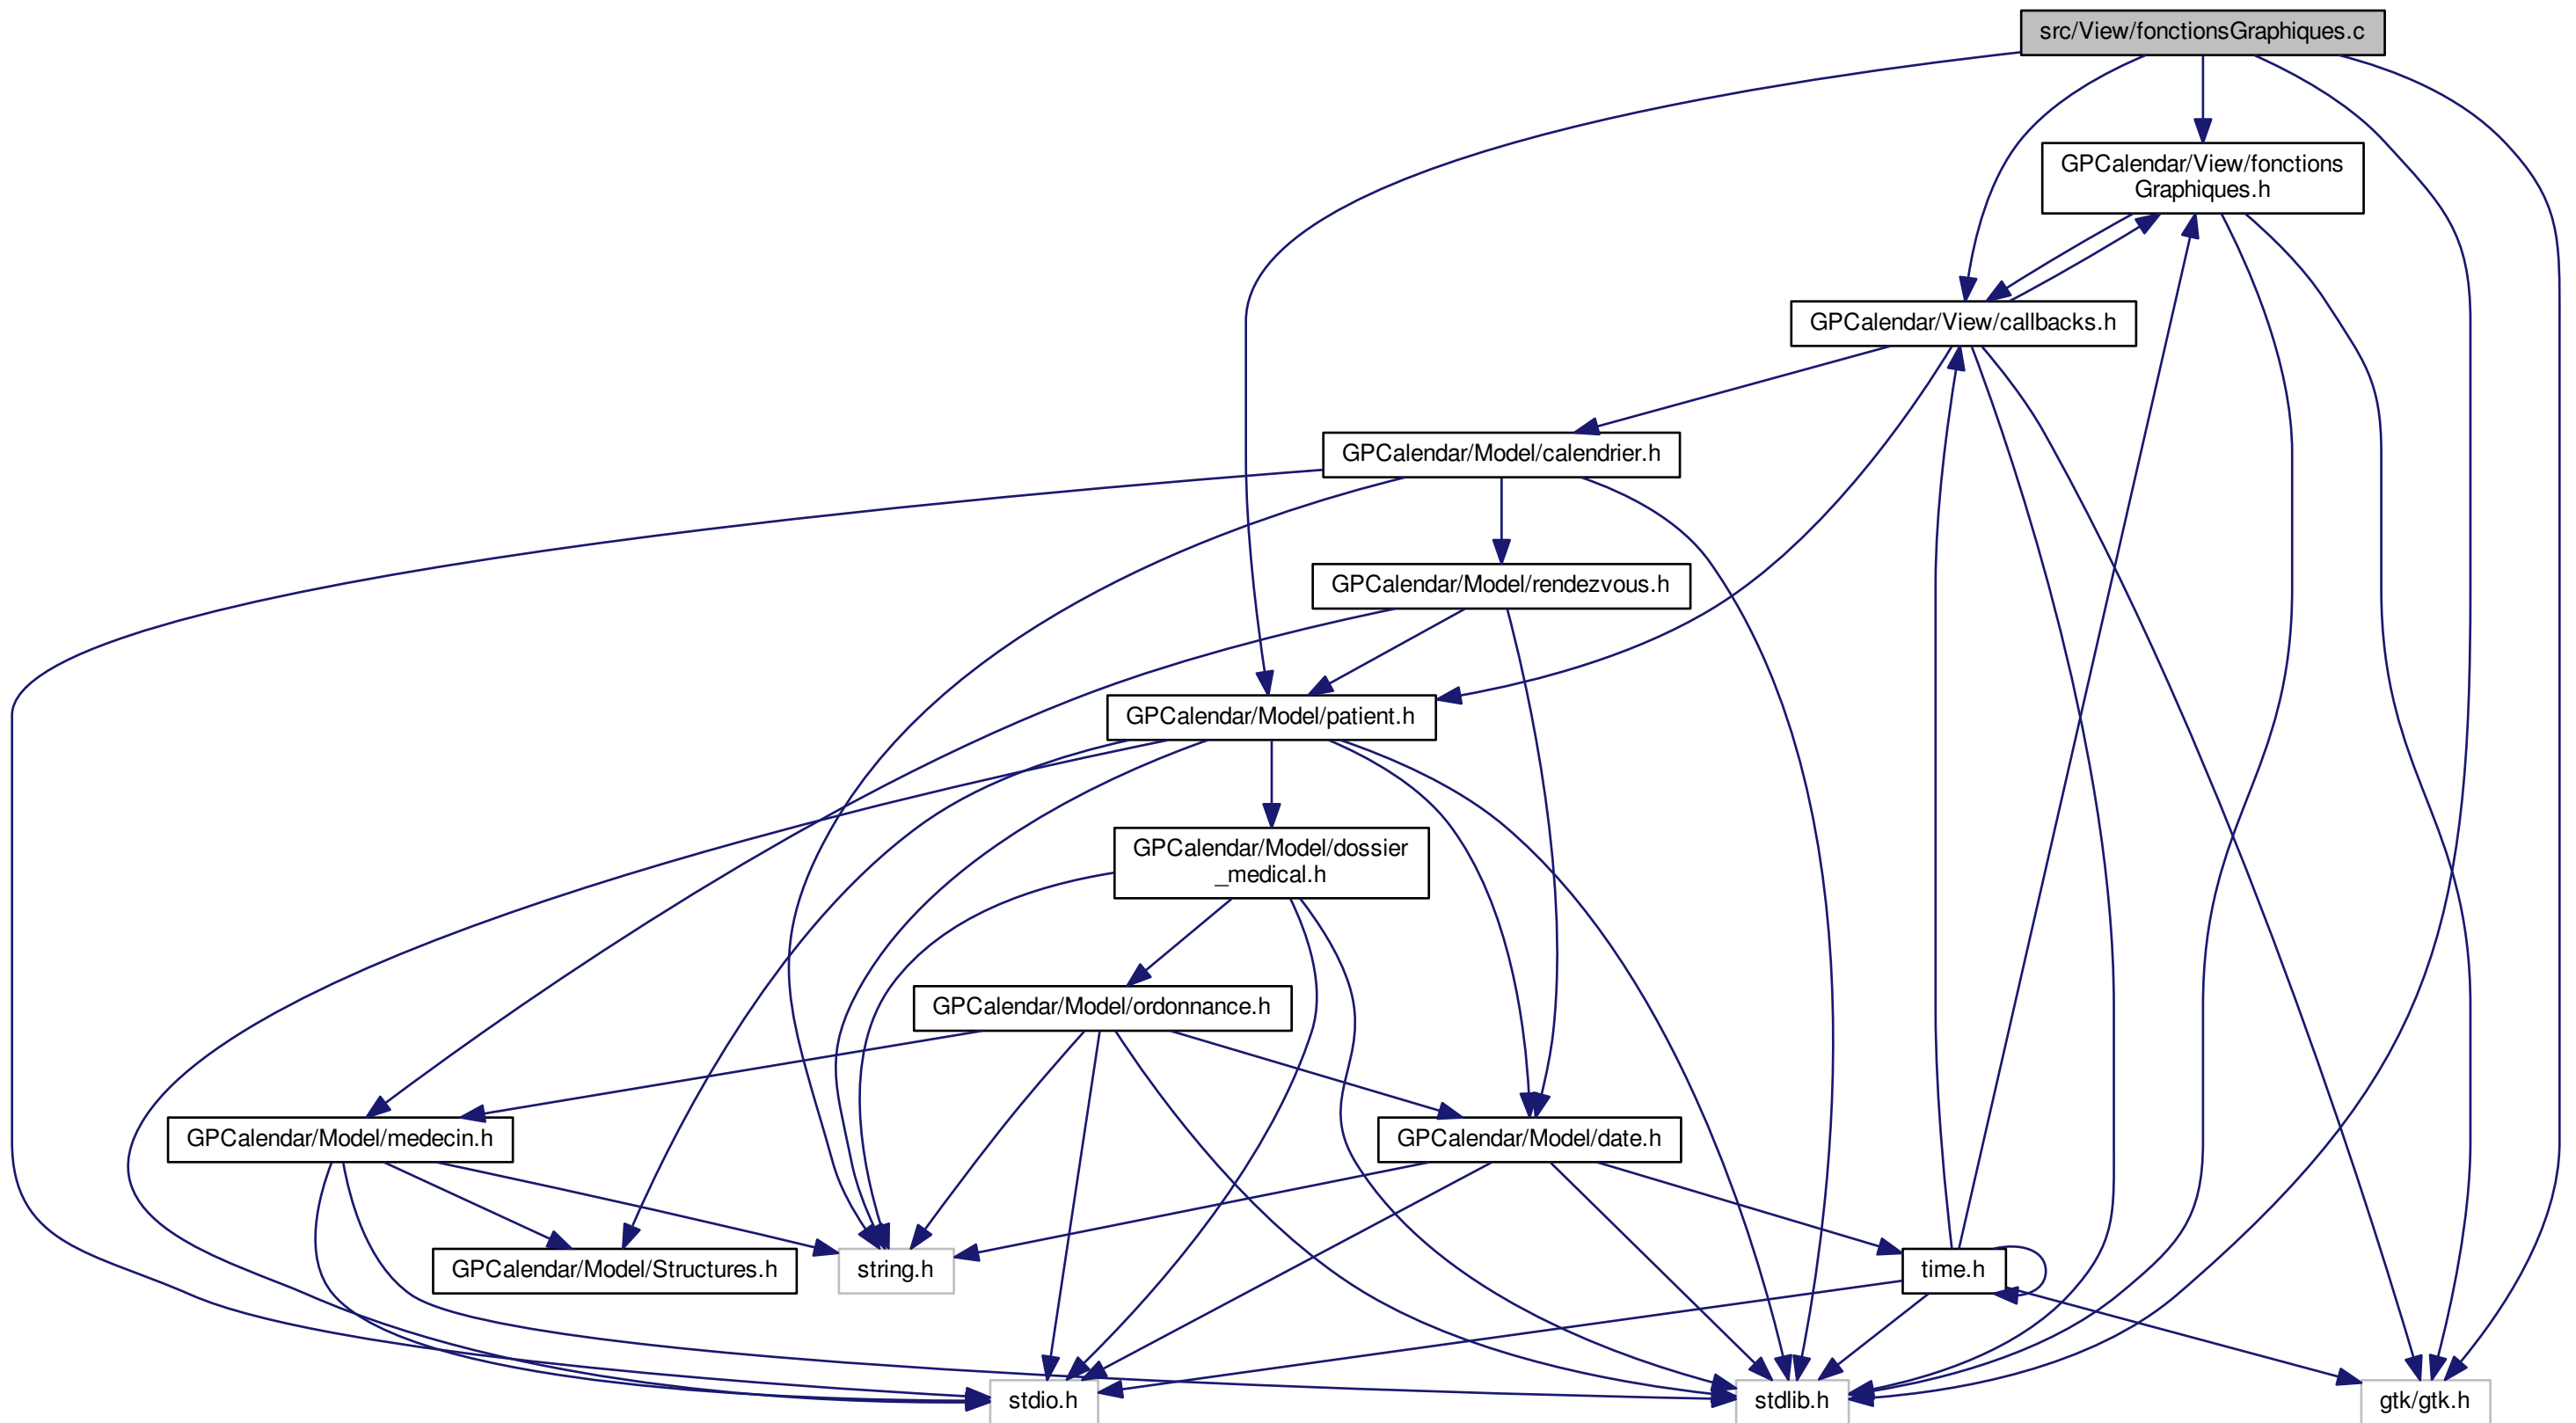 src/View/fonctionsGraphiques.c
GPCalendar/View/fonctions
Graphiques.h
GPCalendar/View/callbacks.h
GPCalendar/Model/calendrier.h
GPCalendar/Model/rendezvous.h
GPCalendar/Model/patient.h
GPCalendar/Model/dossier
_medical.h
GPCalendar/Model/ordonnance.h
GPCalendar/Model/medecin.h
GPCalendar/Model/date.h
GPCalendar/Model/Structures.h
string.h
time.h
stdio.h
stdlib.h
gtk/gtk.h